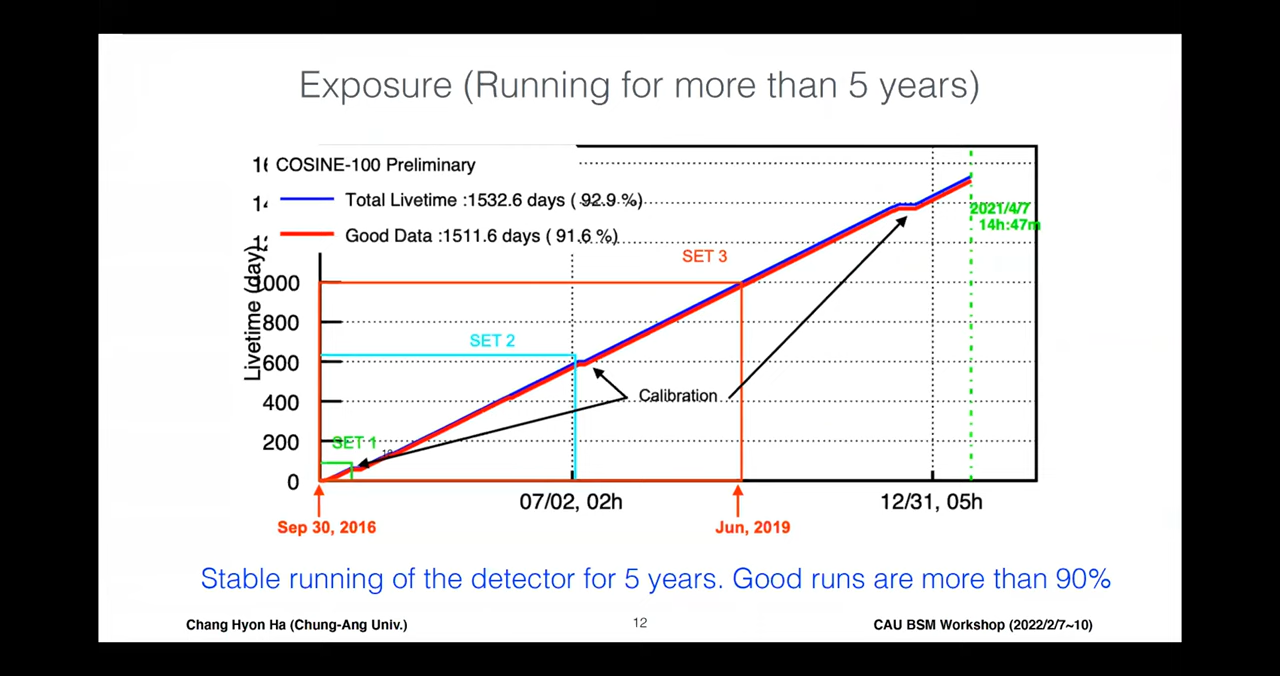 Exposure (Running for more than 5 years)
COSINE-100 Preliminary
Total Livetime :1532.6 days ( 92.9 %)
Good Data :1511.6 days ( 91.6 %)
2021/4/7
14h:47m
SET 3
SET 2
SET 1
Calibration
Livetime (day)
1000
800
600
400
200
0
07/02, 02h
12/31, 05h
Sep 30, 2016
Jun, 2019
Stable running of the detector for 5 years. Good runs are more than 90%
Chang Hyon Ha (Chung-Ang Univ.)
12
CAU BSM Workshop (2022/2/7~10)